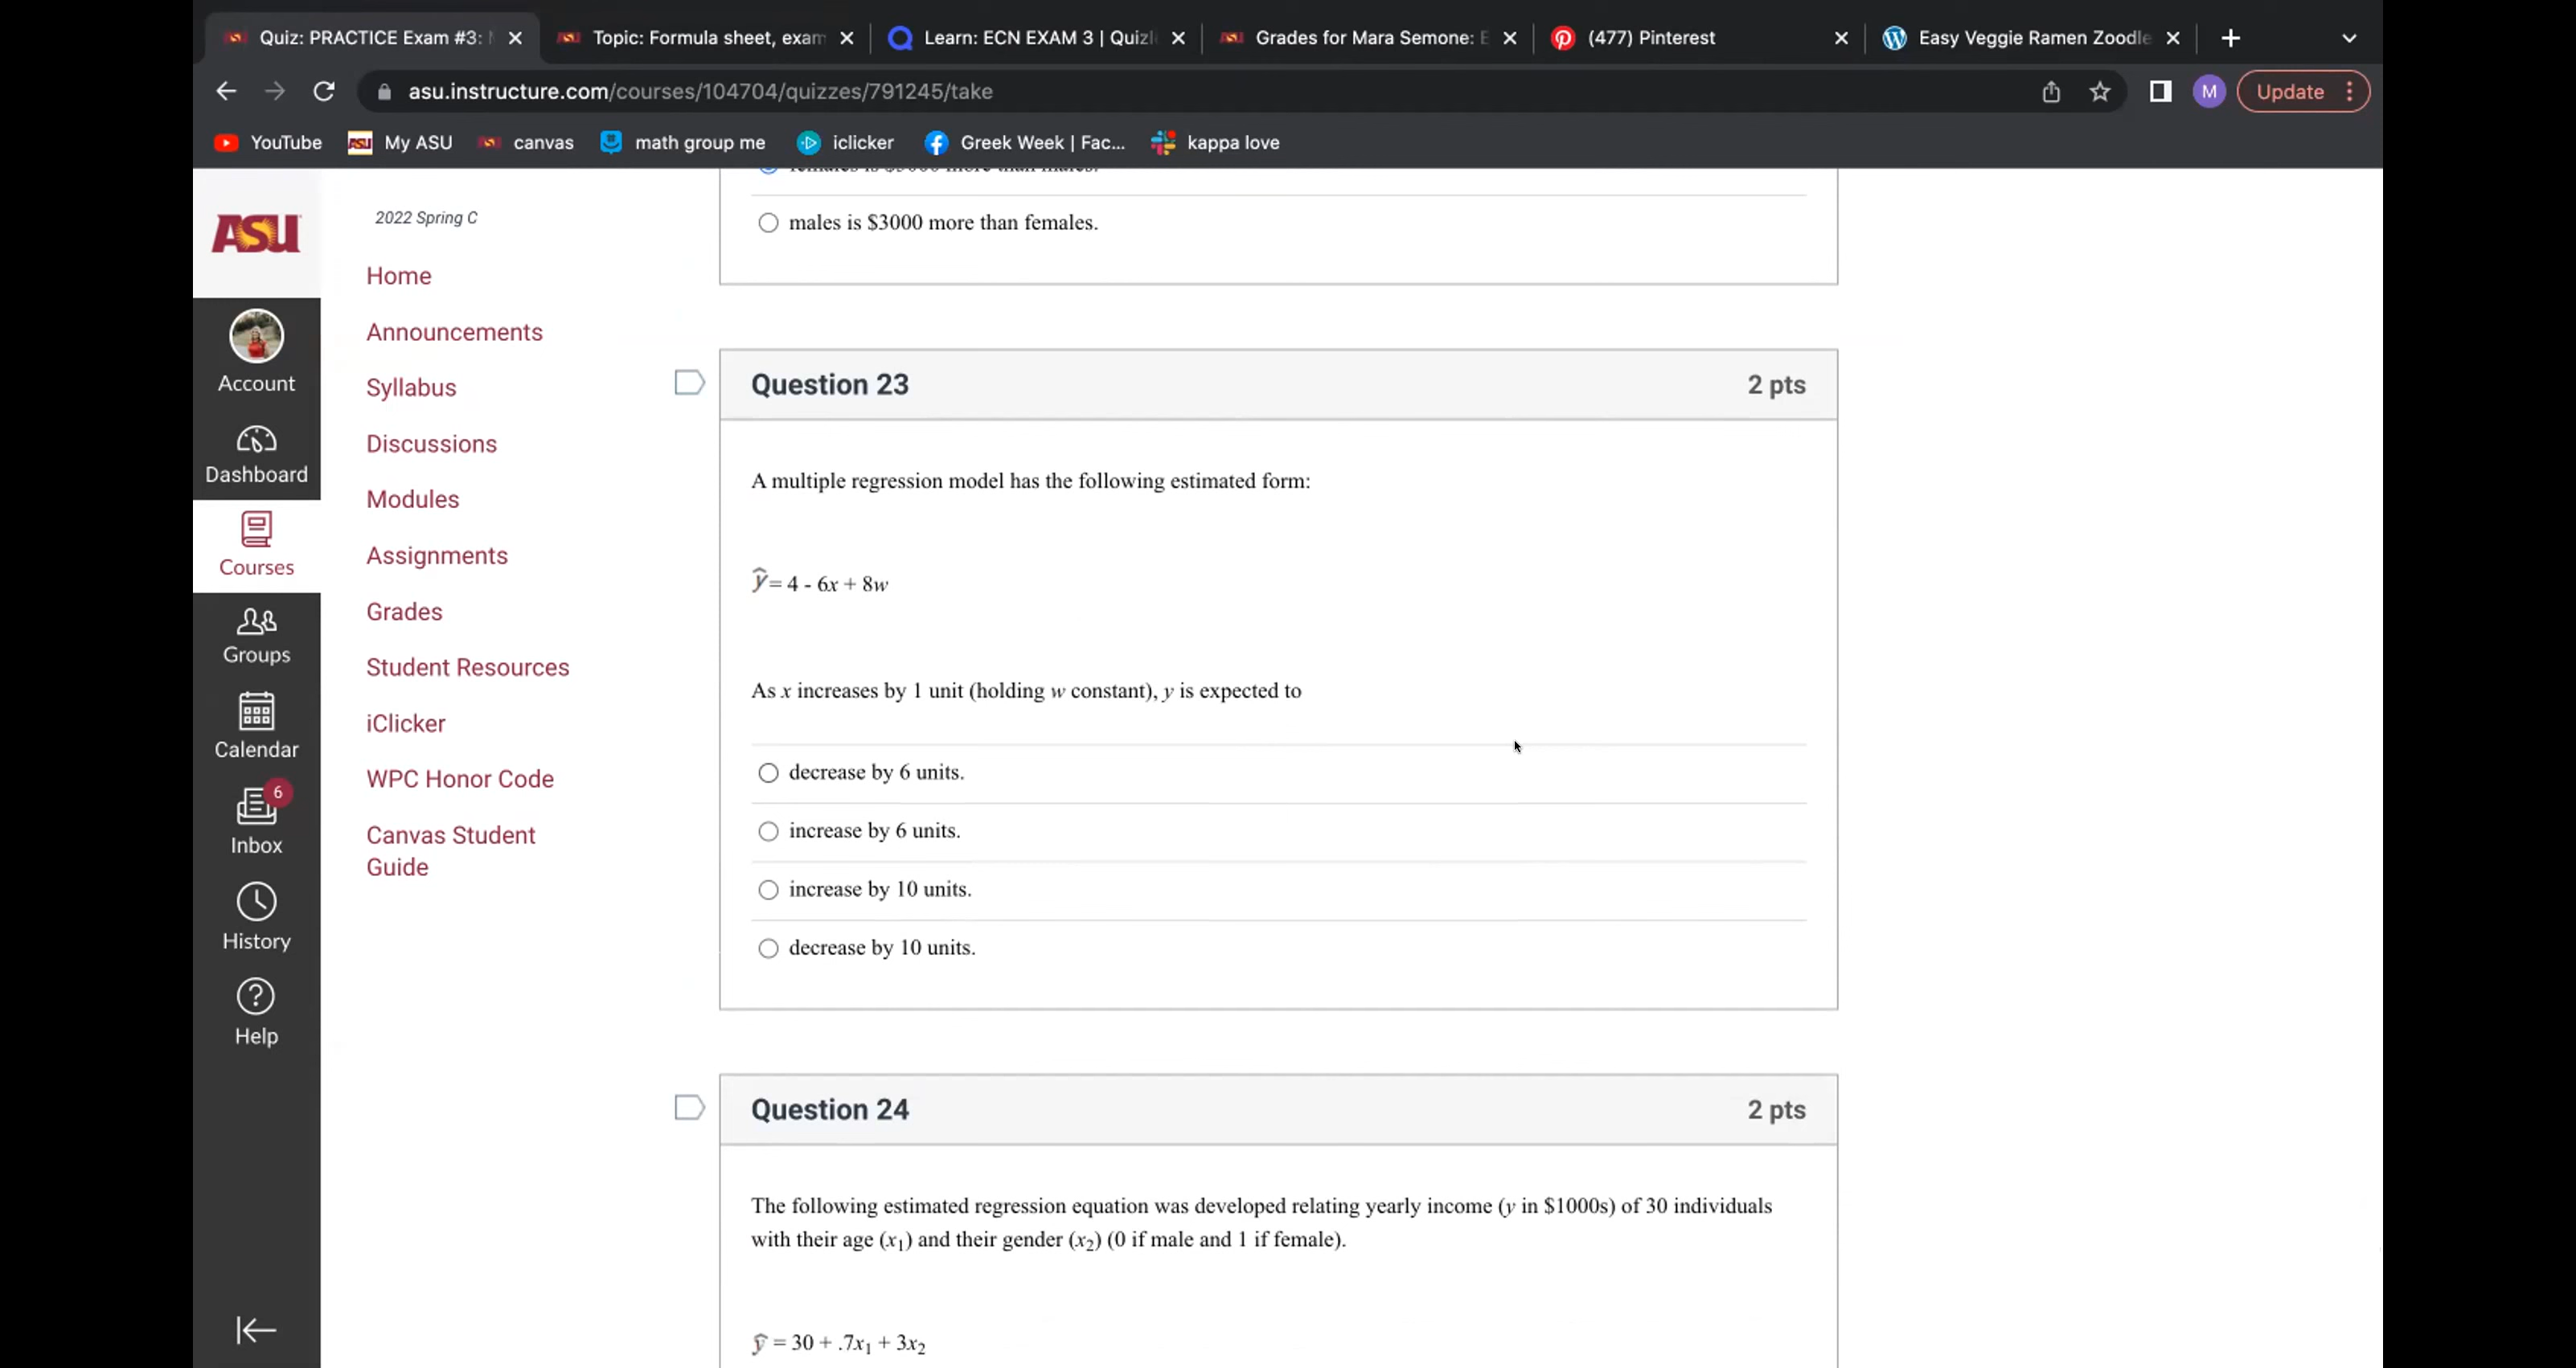 Quiz: PRACTICE Exam #3:
Topic: Formula sheet, exam
Learn: ECN EXAM 3 | Quizl
Grades for Mara Semone: E
(477) Pinterest
Easy Veggie Ramen Zoodle
asu.instructure.com/courses/104704/quizzes/791245/take
M
Update
YouTube
My ASU
canvas
math group me
iclicker
Greek Week | Fac...
kappa love
ASU
Account
Dashboard
Courses
Groups
Calendar
6
Inbox
History
Help
2022 Spring C
Home
Announcements
Syllabus
Discussions
Modules
Assignments
Grades
Student Resources
iClicker
WPC Honor Code
Canvas Student
Guide
females is $3000 more than males.
males is $3000 more than females.
Question 23
2 pts
A multiple regression model has the following estimated form:
ŷ = 4 - 6x + 8w
As x increases by 1 unit (holding w constant), y is expected to
decrease by 6 units.
increase by 6 units.
increase by 10 units.
decrease by 10 units.
Question 24
2 pts
The following estimated regression equation was developed relating yearly income (y in $1000s) of 30 individuals
with their age (x₁) and their gender (x₂) (0 if male and 1 if female).
ŷ = 30 + .7x₁ + 3x₂